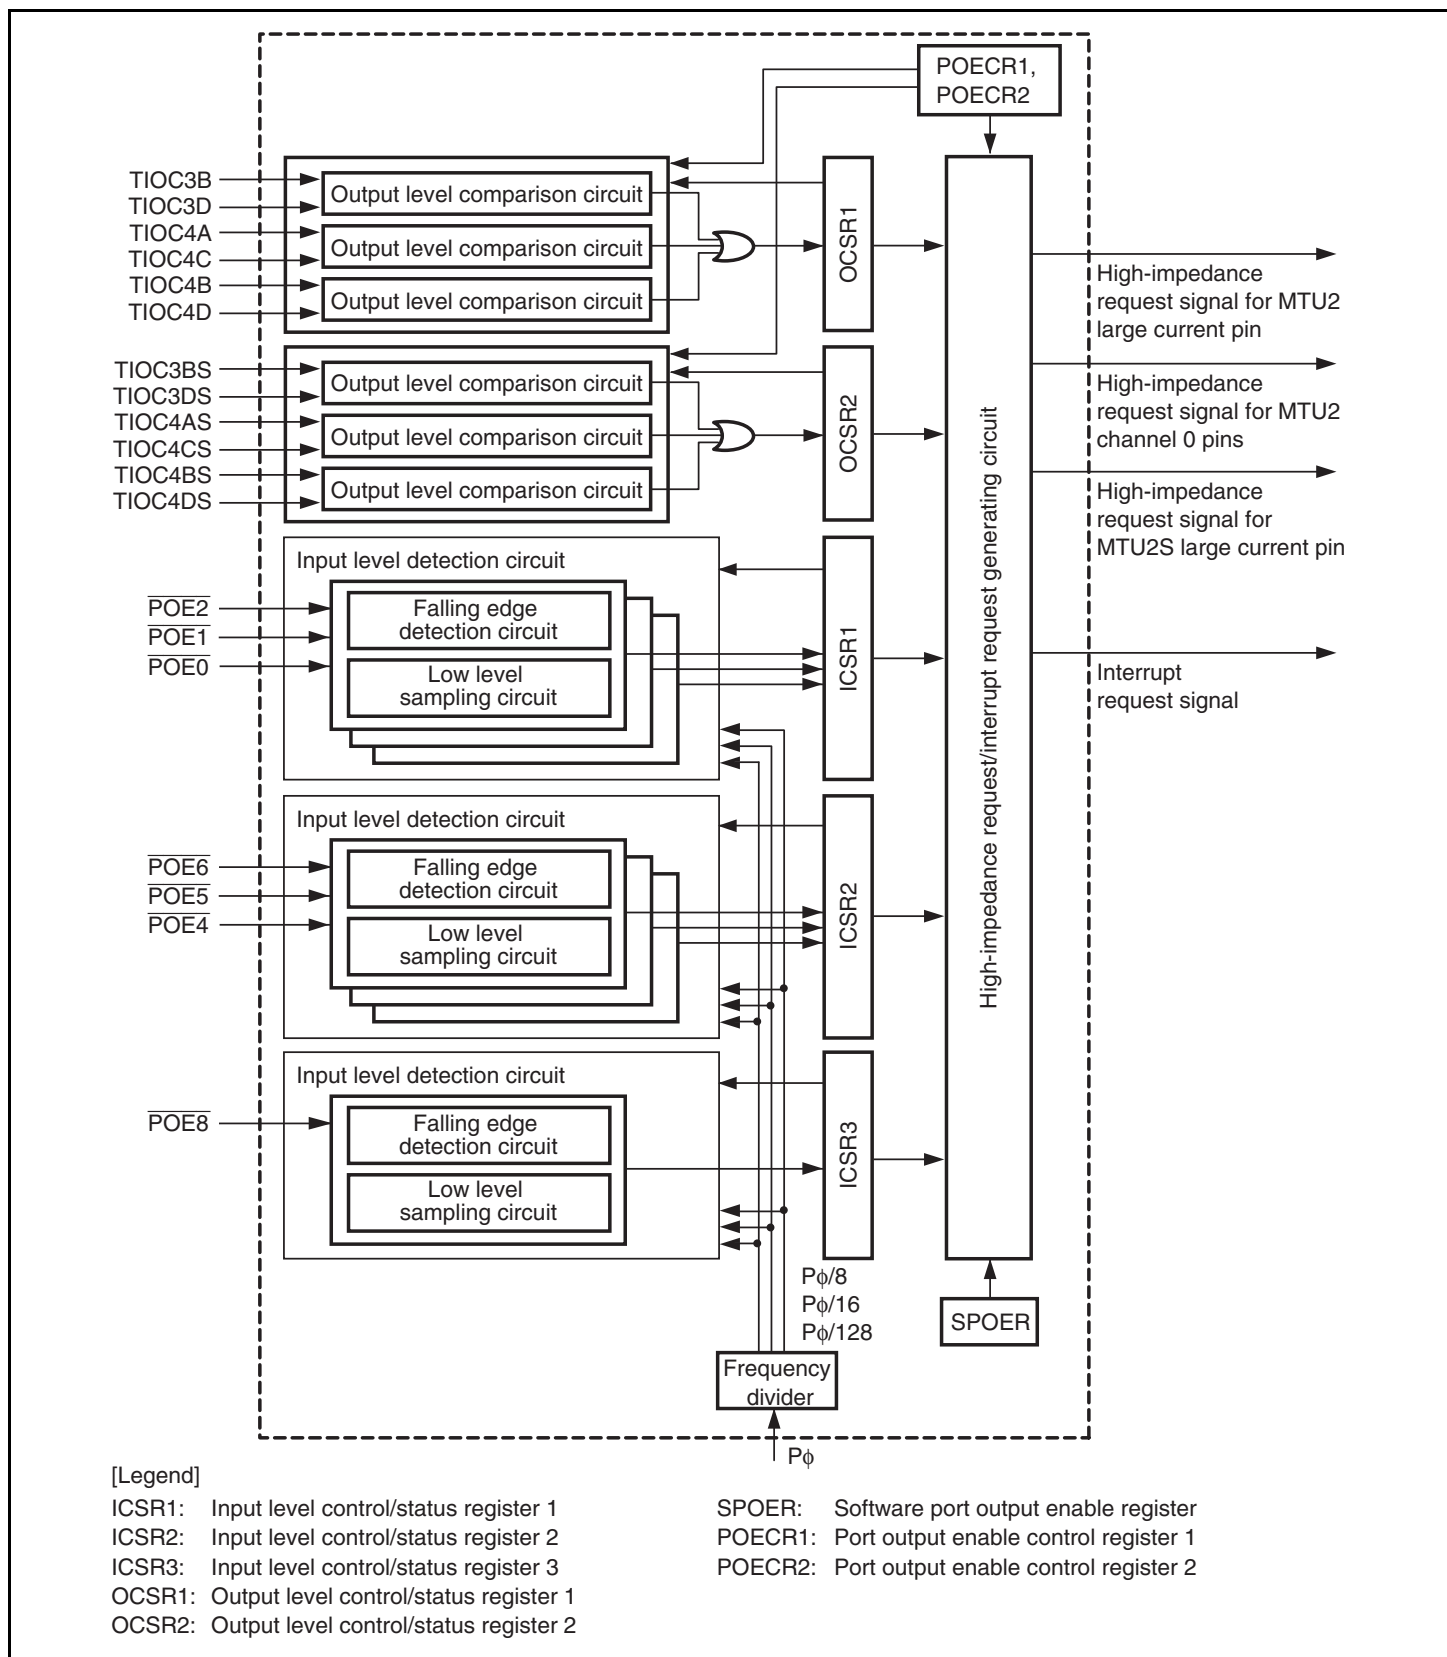 POECR1,
POECR2
TIOC3B
TIOC3D
TIOC4A
TIOC4C
TIOC4B
TIOC4D
Output level comparison circuit
Output level comparison circuit
Output level comparison circuit
OCSR1
TIOC3BS
TIOC3DS
TIOC4AS
TIOC4CS
TIOC4BS
TIOC4DS
Output level comparison circuit
Output level comparison circuit
Output level comparison circuit
OCSR2
Input level detection circuit
POE2
POE1
POE0
Falling edge
detection circuit
Low level
sampling circuit
ICSR1
Input level detection circuit
POE6
POE5
POE4
Falling edge
detection circuit
Low level
sampling circuit
ICSR2
Input level detection circuit
POE8
Falling edge
detection circuit
Low level
sampling circuit
ICSR3
High-impedance request/interrupt request generating circuit
High-impedance
request signal for MTU2
large current pin
High-impedance
request signal for MTU2
channel 0 pins
High-impedance
request signal for
MTU2S large current pin
Interrupt
request signal
Pϕ/8
Pϕ/16
Pϕ/128
SPOER
Frequency
divider
Pϕ
[Legend]
ICSR1: Input level control/status register 1
ICSR2: Input level control/status register 2
ICSR3: Input level control/status register 3
OCSR1: Output level control/status register 1
OCSR2: Output level control/status register 2
SPOER: Software port output enable register
POECR1: Port output enable control register 1
POECR2: Port output enable control register 2